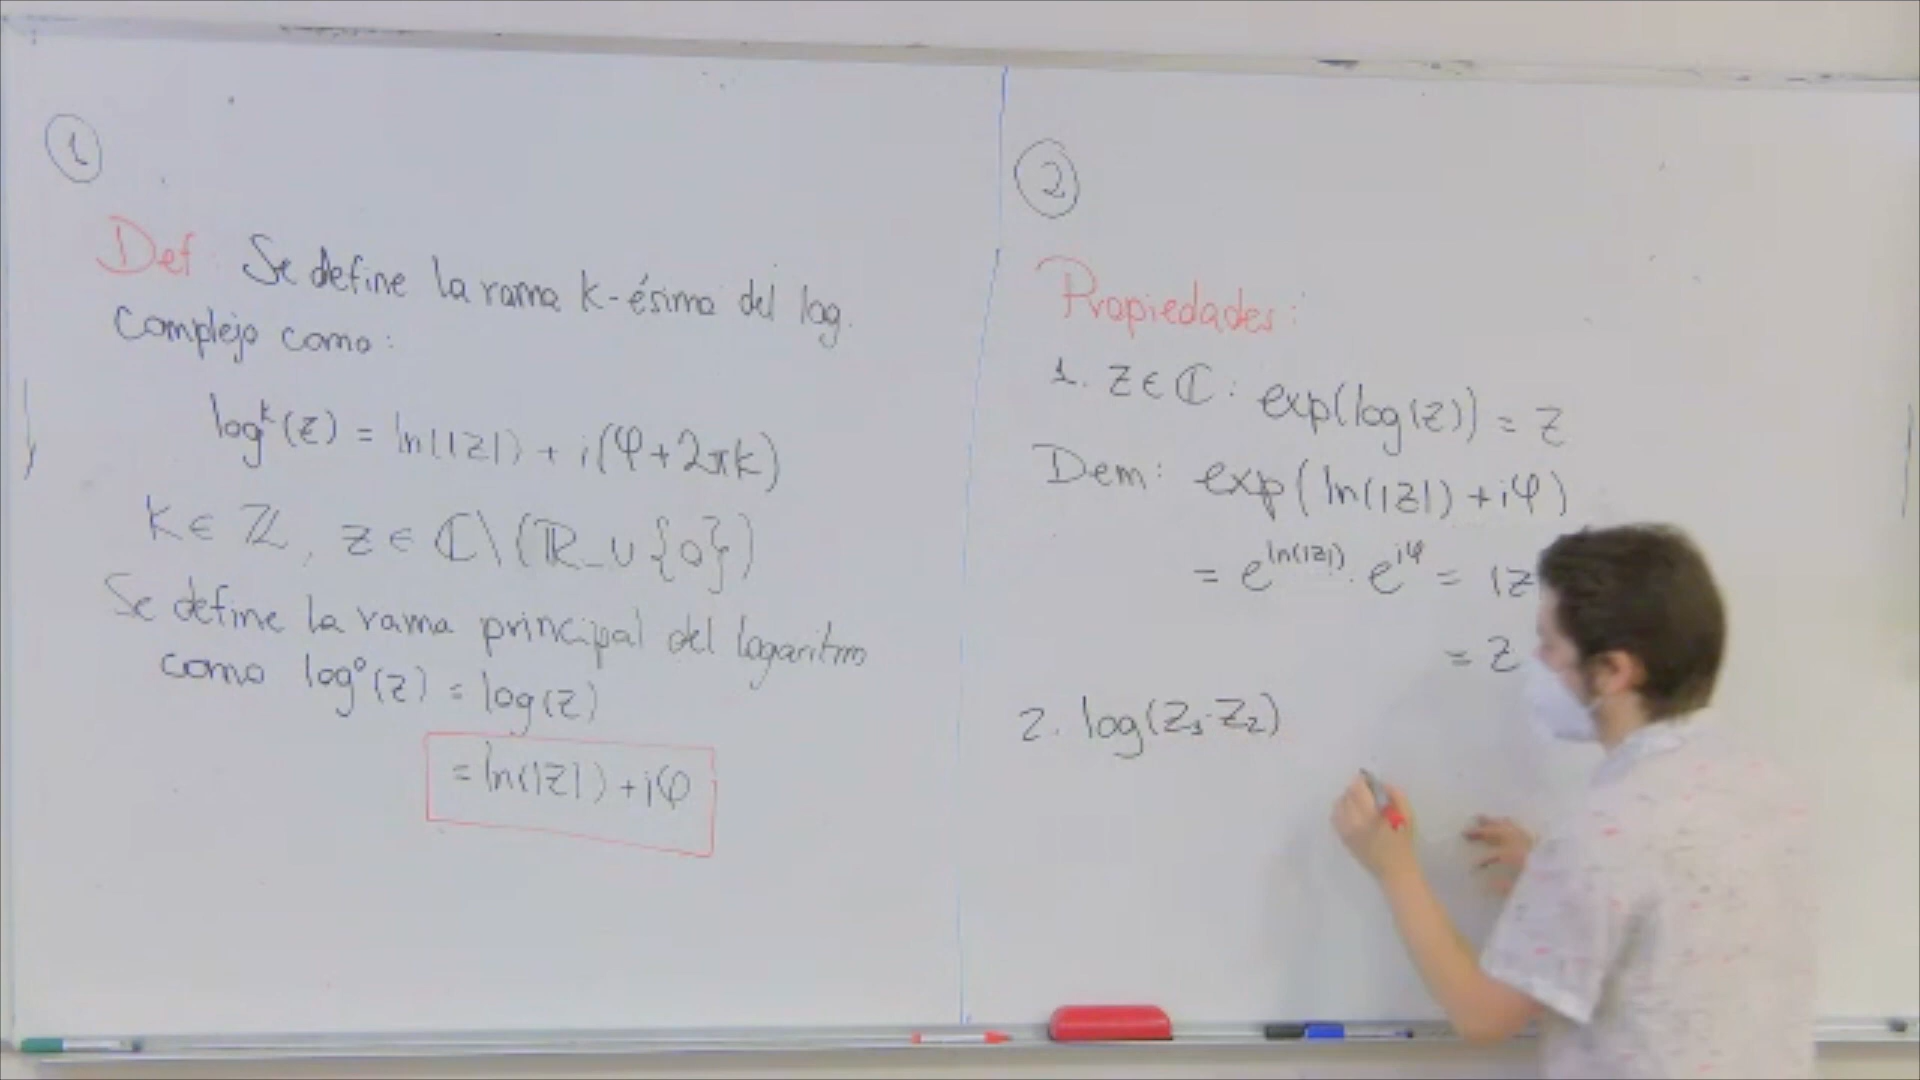 1
Def: Se define la rama k-ésima del log.
Complejo como:
log^k(z) = ln(|z|) + i(φ+2πk)
k ∈ ℤ, z ∈ ℂ\(ℝ_∪{0})
Se define la rama principal del logaritmo
como log⁰(z) = log(z)
= ln(|z|) + iφ
2
Propiedades:
1. z ∈ ℂ: exp(log(z)) = z
Dem: exp(ln(|z|) + iφ)
= e^{ln(|z|)} · e^{iφ} = |z
= z
2. log(z₁·z₂)